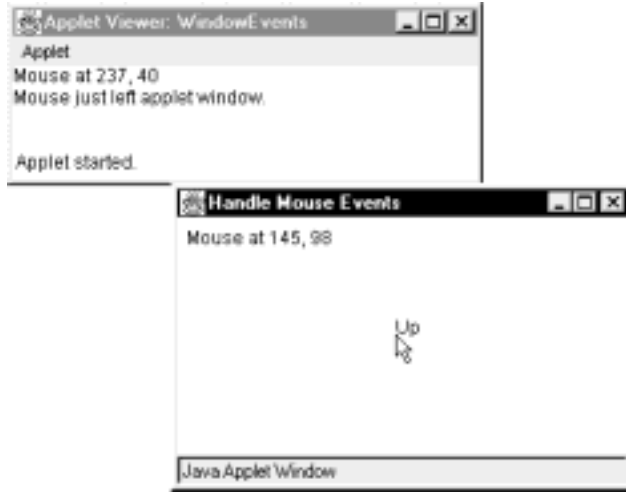 Applet Viewer: WindowEvents
Applet
Mouse at 237, 40
Mouse just left applet window.
Applet started.
Handle Mouse Events
Mouse at 145, 98
Up
Java Applet Window